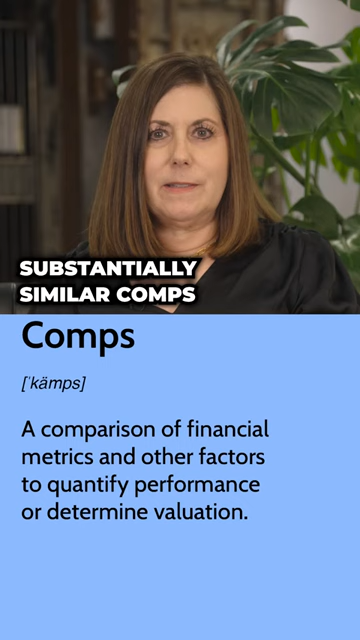 SUBSTANTIALLY
SIMILAR COMPS
Comps
[ˈkämps]
A comparison of financial
metrics and other factors
to quantify performance
or determine valuation.